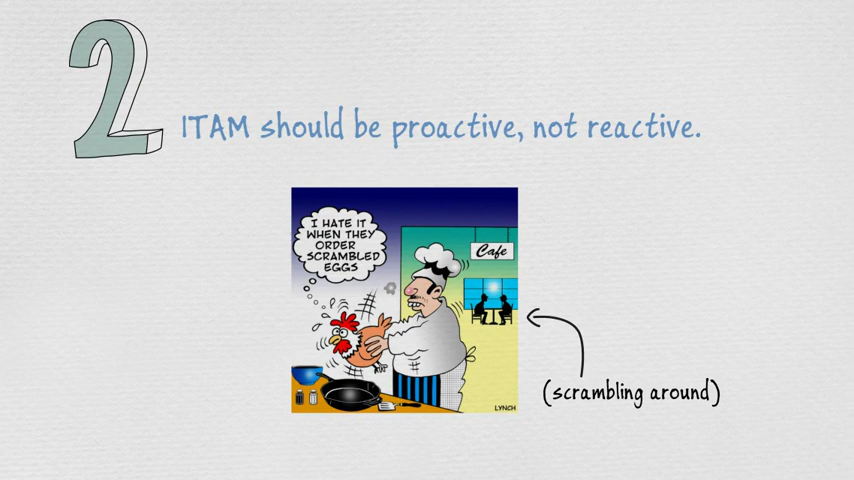 2
ITAM should be proactive, not reactive.
I HATE IT
WHEN THEY
ORDER
SCRAMBLED
EGGS
Cafe
(scrambling around)
LYNCH